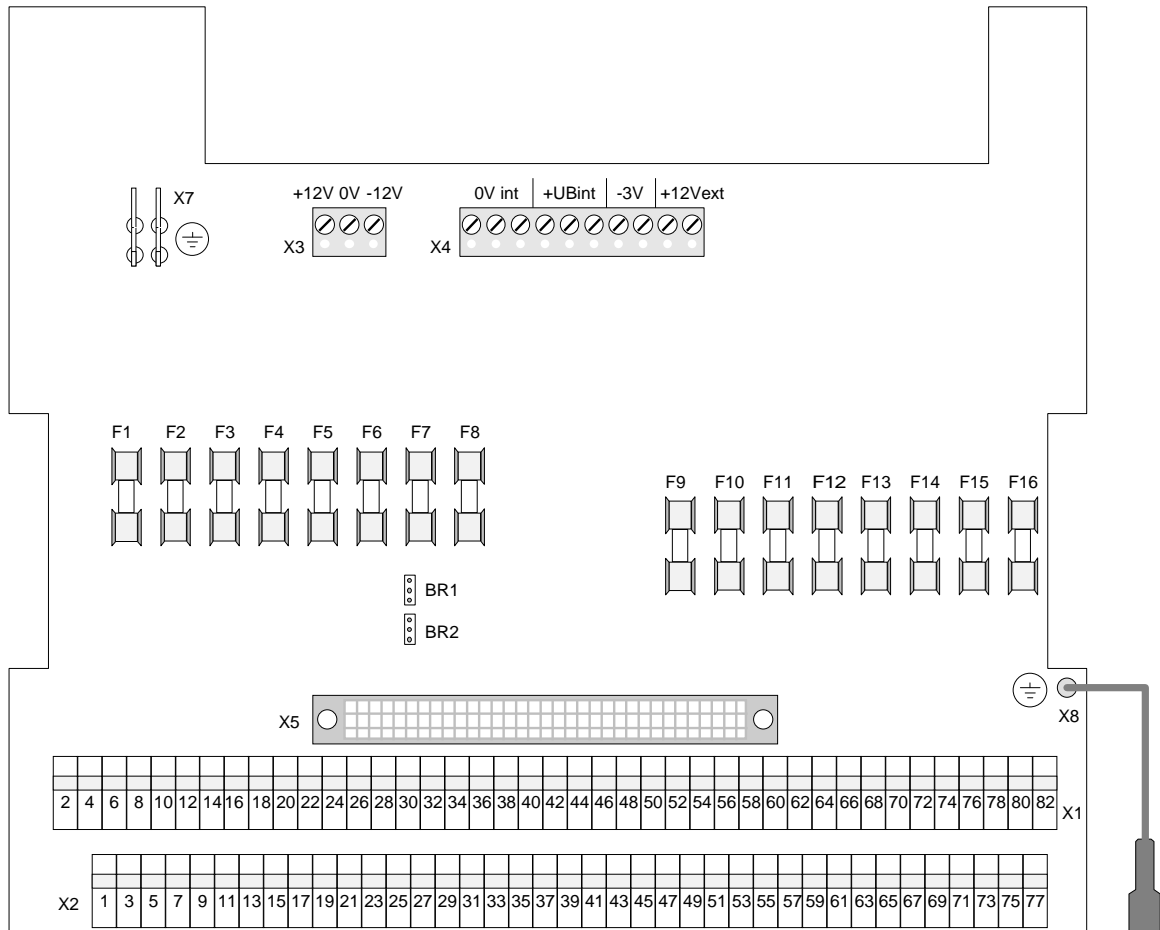 X7
+12V 0V -12V
0V int +UBint -3V +12Vext
X3
X4
F1 F2 F3 F4 F5 F6 F7 F8
F9 F10 F11 F12 F13 F14 F15 F16
BR1
BR2
X5
X8
2 4 6 8 10 12 14 16 18 20 22 24 26 28 30 32 34 36 38 40 42 44 46 48 50 52 54 56 58 60 62 64 66 68 70 72 74 76 78 80 82 X1
X2 1 3 5 7 9 11 13 15 17 19 21 23 25 27 29 31 33 35 37 39 41 43 45 47 49 51 53 55 57 59 61 63 65 67 69 71 73 75 77